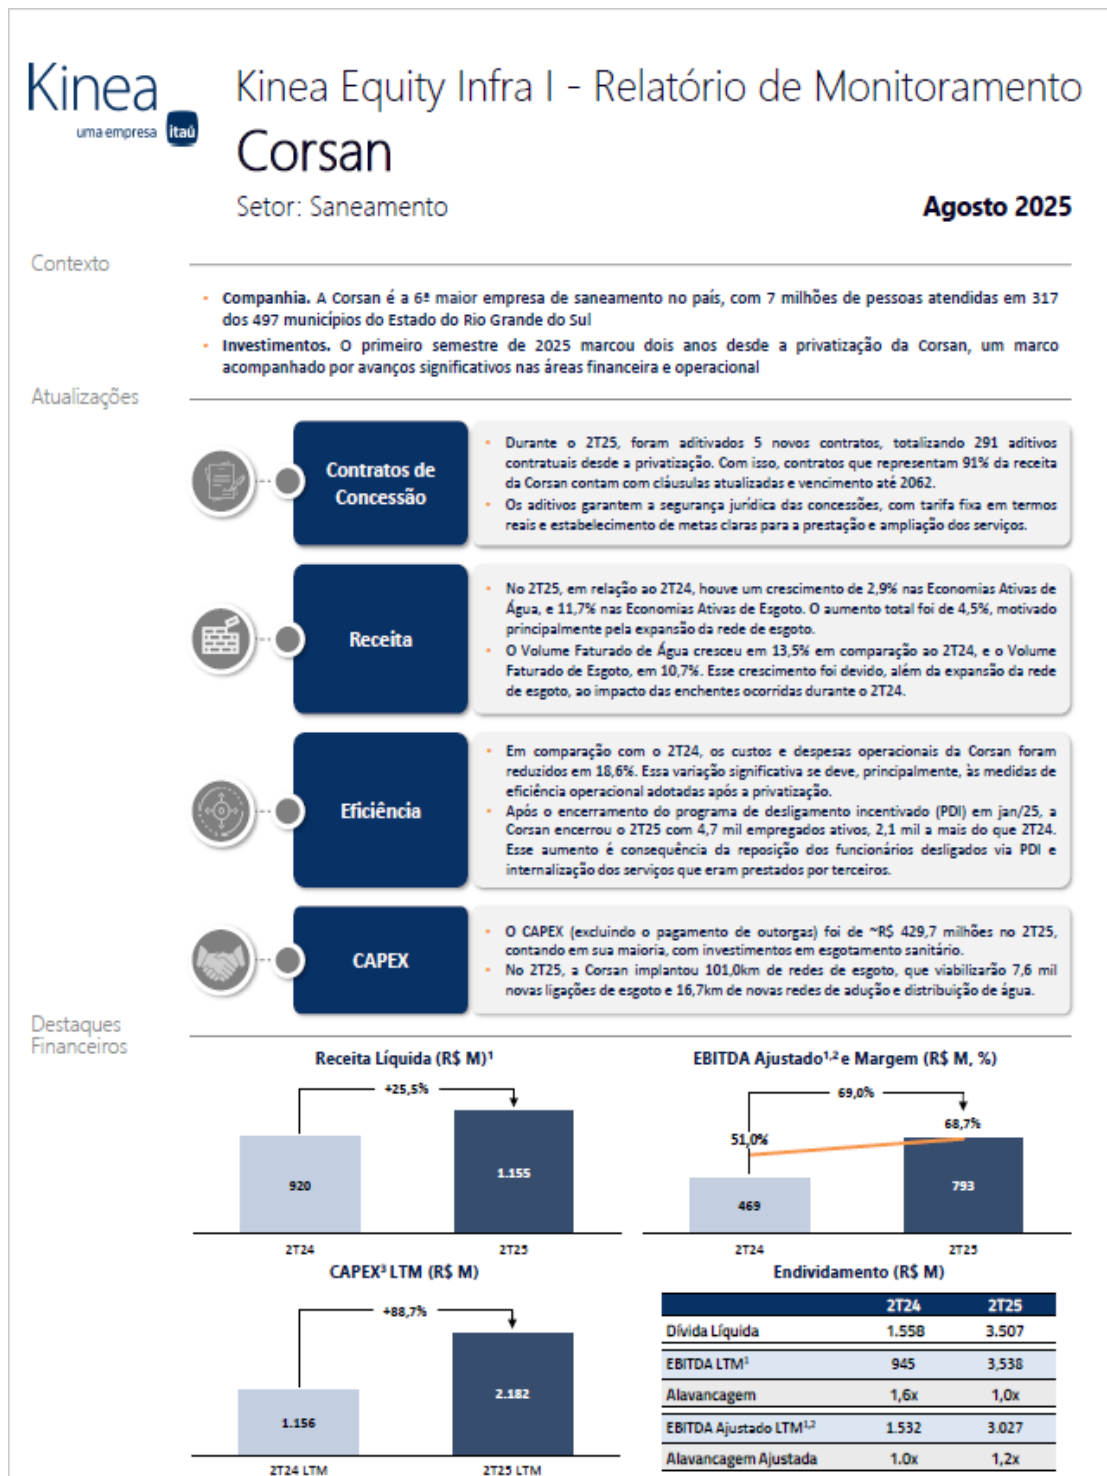 Kinea
uma empresa itaú
Kinea Equity Infra I - Relatório de Monitoramento
Corsan
Setor: Saneamento
Agosto 2025
Contexto
Companhia. A Corsan é a 6ª maior empresa de saneamento no país, com 7 milhões de pessoas atendidas em 317
dos 497 municípios do Estado do Rio Grande do Sul
Investimentos. O primeiro semestre de 2025 marcou dois anos desde a privatização da Corsan, um marco
acompanhado por avanços significativos nas áreas financeira e operacional
Atualizações
Contratos de
Concessão
Durante o 2T25, foram aditivados 5 novos contratos, totalizando 291 aditivos
contratuais desde a privatização. Com isso, contratos que representam 91% da receita
da Corsan contam com cláusulas atualizadas e vencimento até 2062.
Os aditivos garantem a segurança jurídica das concessões, com tarifa fixa em termos
reais e estabelecimento de metas claras para a prestação e ampliação dos serviços.
Receita
No 2T25, em relação ao 2T24, houve um crescimento de 2,9% nas Economias Ativas de
Água, e 11,7% nas Economias Ativas de Esgoto. O aumento total foi de 4,5%, motivado
principalmente pela expansão da rede de esgoto.
O Volume Faturado de Água cresceu em 13,5% em comparação ao 2T24, e o Volume
Faturado de Esgoto, em 10,7%. Esse crescimento foi devido, além da expansão da rede
de esgoto, ao impacto das enchentes ocorridas durante o 2T24.
Eficiência
Em comparação com o 2T24, os custos e despesas operacionais da Corsan foram
reduzidos em 18,6%. Essa variação significativa se deve, principalmente, às medidas de
eficiência operacional adotadas após a privatização.
Após o encerramento do programa de desligamento incentivado (PDI) em jan/25, a
Corsan encerrou o 2T25 com 4,7 mil empregados ativos, 2,1 mil a mais do que 2T24.
Esse aumento é consequência da reposição dos funcionários desligados via PDI e
internalização dos serviços que eram prestados por terceiros.
CAPEX
O CAPEX (excluindo o pagamento de outorgas) foi de ~R$ 429,7 milhões no 2T25,
contando em sua maioria, com investimentos em esgotamento sanitário.
No 2T25, a Corsan implantou 101,0km de redes de esgoto, que viabilizarão 7,6 mil
novas ligações de esgoto e 16,7km de novas redes de adução e distribuição de água.
Destaques
Financeiros
Receita Líquida (R$ M)¹
+25,5%
920
1.155
2T24
2T25
EBITDA Ajustado¹,² e Margem (R$ M, %)
69,0%
51,0%
68,7%
469
793
2T24
2T25
CAPEX³ LTM (R$ M)
+88,7%
1.156
2.182
2T24 LTM
2T25 LTM
Endividamento (R$ M)
2T24 2T25
Dívida Líquida 1.558 3.507
EBITDA LTM¹ 945 3,538
Alavancagem 1,6x 1,0x
EBITDA Ajustado LTM¹,² 1.532 3.027
Alavancagem Ajustada 1.0x 1,2x